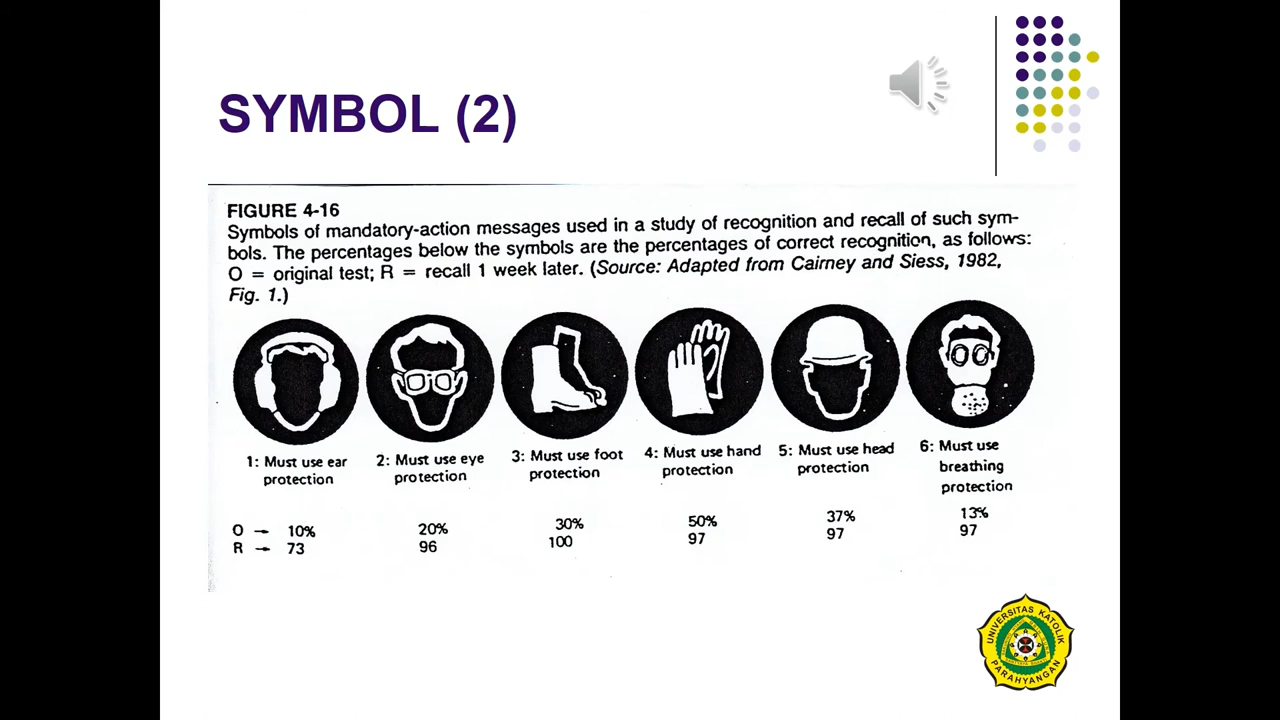 SYMBOL (2)
FIGURE 4-16
Symbols of mandatory-action messages used in a study of recognition and recall of such sym-
bols. The percentages below the symbols are the percentages of correct recognition, as follows:
O = original test; R = recall 1 week later. (Source: Adapted from Cairney and Siess, 1982,
Fig. 1.)
1: Must use ear
protection
2: Must use eye
protection
3: Must use foot
protection
4: Must use hand
protection
5: Must use head
protection
6: Must use
breathing
protection
O → 10% 20% 30% 50% 37% 13%
R → 73 96 100 97 97 97
UNIVERSITAS KATOLIK
PARAHYANGAN